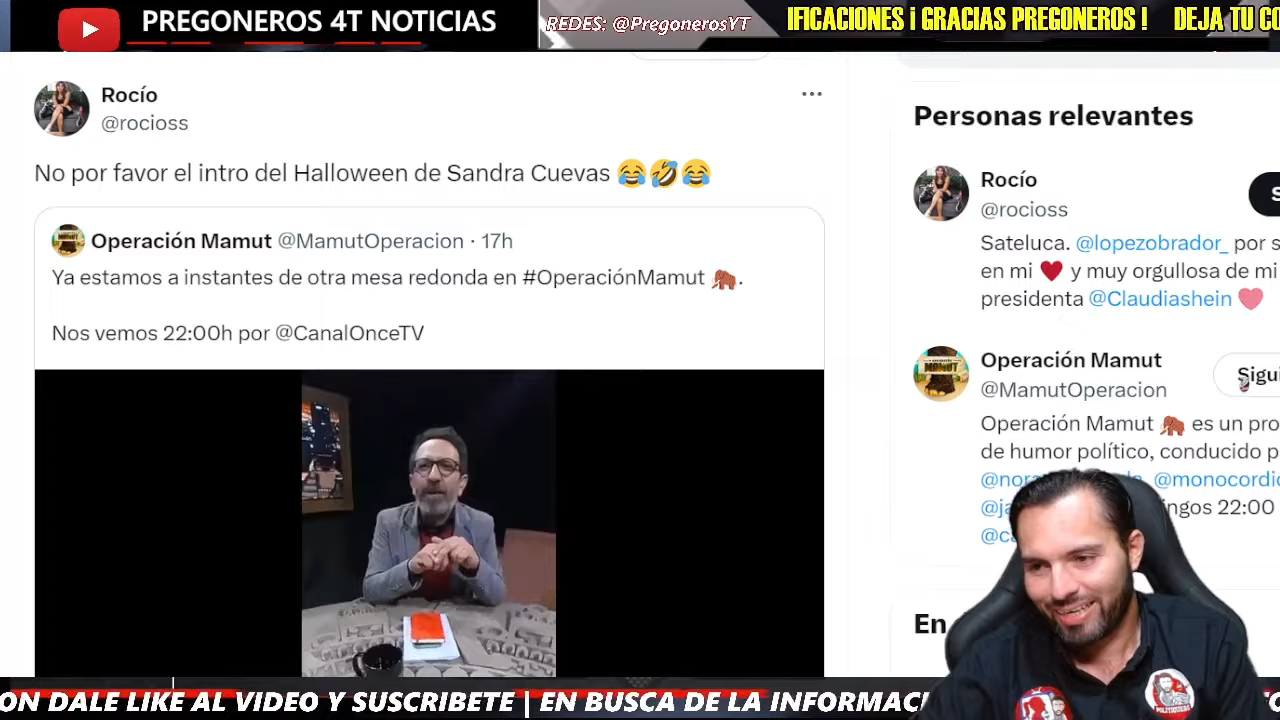 PREGONEROS 4T NOTICIAS
REDES: @PregonerosYT
IFICACIONES ¡ GRACIAS PREGONEROS ! DEJA TU CO
Rocío
@rocioss
No por favor el intro del Halloween de Sandra Cuevas 😂🤣😂
Operación Mamut @MamutOperacion · 17h
Ya estamos a instantes de otra mesa redonda en #OperaciónMamut 🦣.
Nos vemos 22:00h por @CanalOnceTV
Personas relevantes
Rocío
@rocioss
Sateluca. @lopezobrador_ por s
en mi ♥ y muy orgullosa de mi
presidenta @Claudiashein 🩷
Operación Mamut
@MamutOperacion
Sigui
Operación Mamut 🦣 es un pro
de humor político, conducido p
@monocordio
22:00
En
ON DALE LIKE AL VIDEO Y SUSCRIBETE | EN BUSCA DE LA INFORMAC